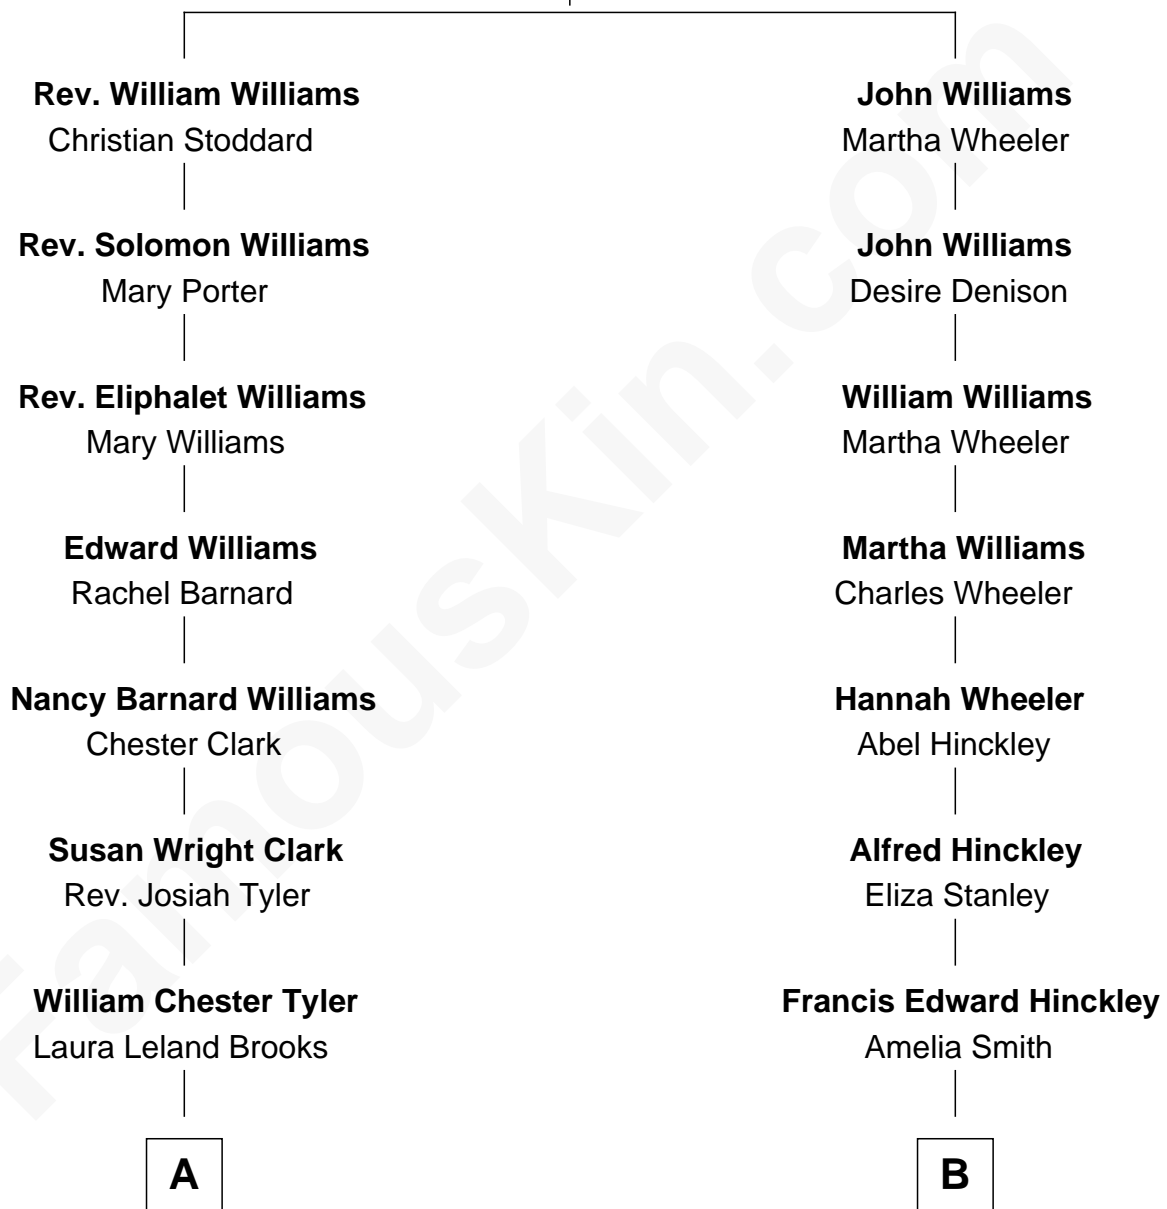 Rev. William Williams
Christian Stoddard
Rev. Solomon Williams
Mary Porter
Rev. Eliphalet Williams
Mary Williams
Edward Williams
Rachel Barnard
Nancy Barnard Williams
Chester Clark
Susan Wright Clark
Rev. Josiah Tyler
William Chester Tyler
Laura Leland Brooks
A
John Williams
Martha Wheeler
John Williams
Desire Denison
William Williams
Martha Wheeler
Martha Williams
Charles Wheeler
Hannah Wheeler
Abel Hinckley
Alfred Hinckley
Eliza Stanley
Francis Edward Hinckley
Amelia Smith
B
FamousKin.com